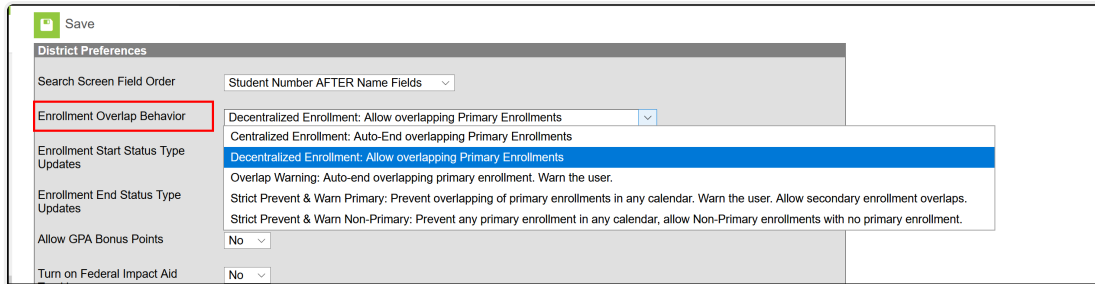 Save
District Preferences
Search Screen Field Order
Student Number AFTER Name Fields
Enrollment Overlap Behavior
Decentralized Enrollment: Allow overlapping Primary Enrollments
Centralized Enrollment: Auto-End overlapping Primary Enrollments
Decentralized Enrollment: Allow overlapping Primary Enrollments
Overlap Warning: Auto-end overlapping primary enrollment. Warn the user.
Strict Prevent & Warn Primary: Prevent overlapping of primary enrollments in any calendar. Warn the user. Allow secondary enrollment overlaps.
Strict Prevent & Warn Non-Primary: Prevent any primary enrollment in any calendar, allow Non-Primary enrollments with no primary enrollment.
Enrollment Start Status Type
Updates
Enrollment End Status Type
Updates
Allow GPA Bonus Points
No
Turn on Federal Impact Aid
No